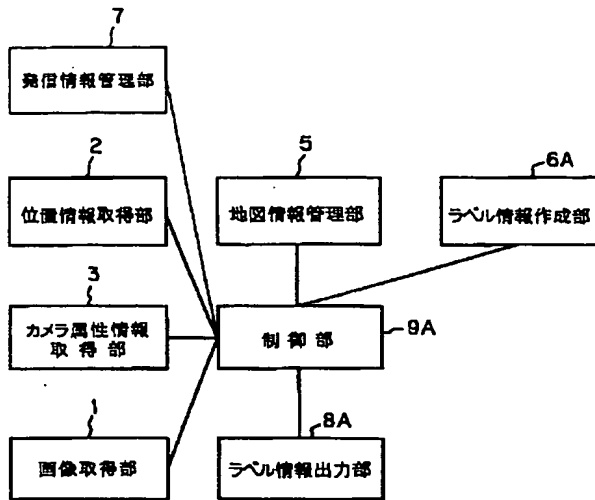 7
発信情報管理部
2
位置情報取得部
5
地図情報管理部
6A
ラベル情報作成部
3
カメラ属性情報
取得部
制御部
9A
1
画像取得部
8A
ラベル情報出力部